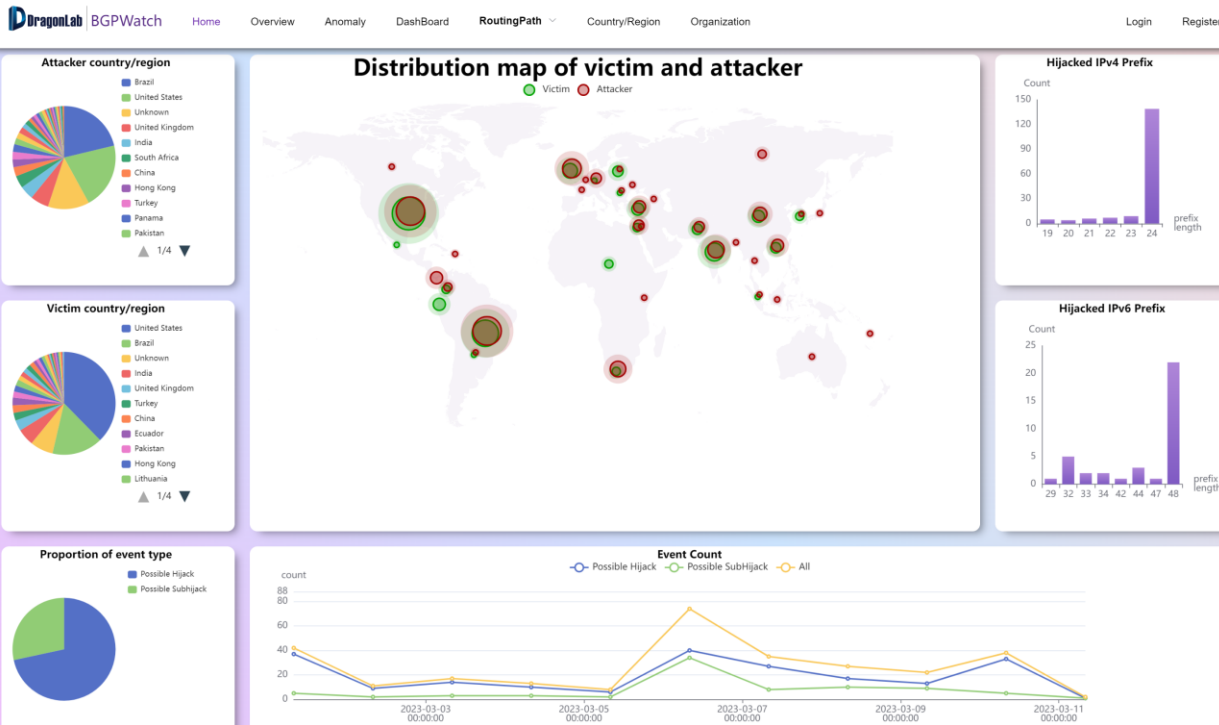 DRAGONLAB BGPWatch Home Overview Anomaly DashBoard RoutingPath Country/Region Organization Login Register
Attacker country/region
Brazil
United States
Unknown
United Kingdom
India
South Africa
China
Hong Kong
Turkey
Panama
Pakistan
1/4
Distribution map of victim and attacker
Victim Attacker
Hijacked IPv4 Prefix
Count
150
120
90
60
30
0
19 20 21 22 23 24
prefix
length
Victim country/region
United States
Brazil
Unknown
India
United Kingdom
Turkey
China
Ecuador
Pakistan
Hong Kong
Lithuania
1/4
Hijacked IPv6 Prefix
Count
25
20
15
10
5
0
29 32 33 34 42 44 47 48
prefix
length
Proportion of event type
Possible Hijack
Possible Subhijack
Event Count
Possible Hijack Possible SubHijack All
count
88
80
60
40
20
0
2023-03-03 2023-03-05 2023-03-07 2023-03-09 2023-03-11
00:00:00 00:00:00 00:00:00 00:00:00 00:00:00